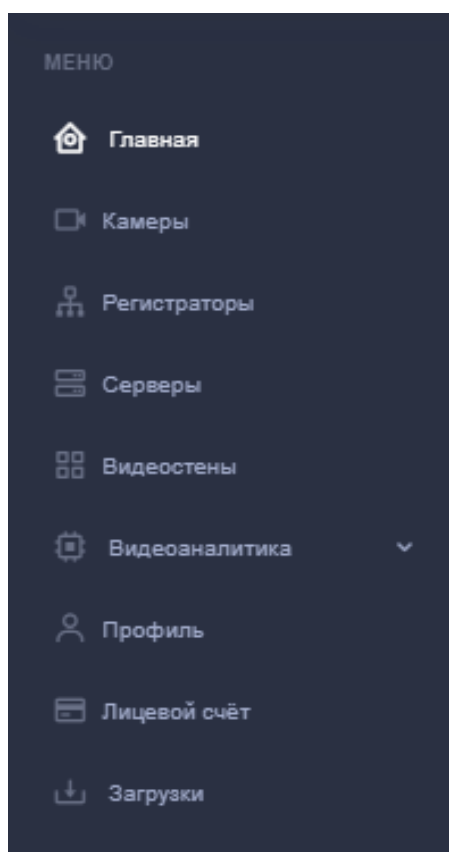 МЕНЮ
Главная
Камеры
Регистраторы
Серверы
Видеостены
Видеоаналитика
Профиль
Лицевой счёт
Загрузки